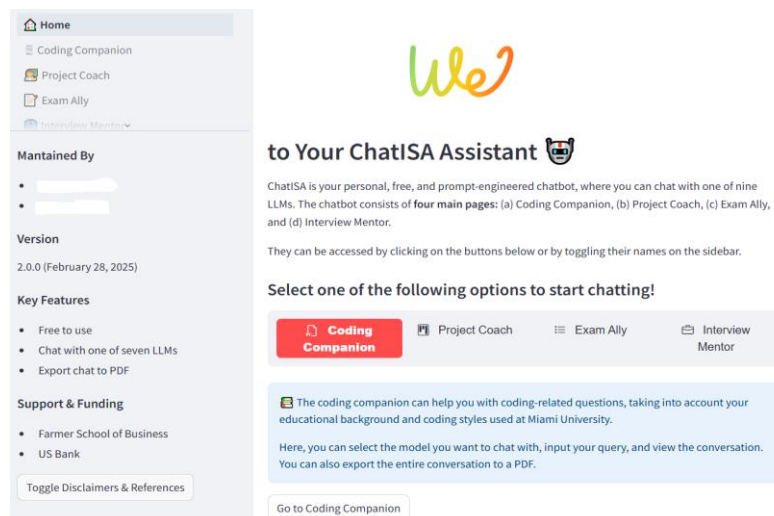 Home
Coding Companion
Project Coach
Exam Ally
Interview Mentor
Mantained By
Version
2.0.0 (February 28, 2025)
Key Features
Free to use
Chat with one of seven LLMs
Export chat to PDF
Support & Funding
Farmer School of Business
US Bank
Toggle Disclaimers & References
We
to Your ChatISA Assistant
ChatISA is your personal, free, and prompt-engineered chatbot, where you can chat with one of nine
LLMs. The chatbot consists of four main pages: (a) Coding Companion, (b) Project Coach, (c) Exam Ally,
and (d) Interview Mentor.
They can be accessed by clicking on the buttons below or by toggling their names on the sidebar.
Select one of the following options to start chatting!
Coding
Companion
Project Coach
Exam Ally
Interview
Mentor
The coding companion can help you with coding-related questions, taking into account your
educational background and coding styles used at Miami University.
Here, you can select the model you want to chat with, input your query, and view the conversation.
You can also export the entire conversation to a PDF.
Go to Coding Companion